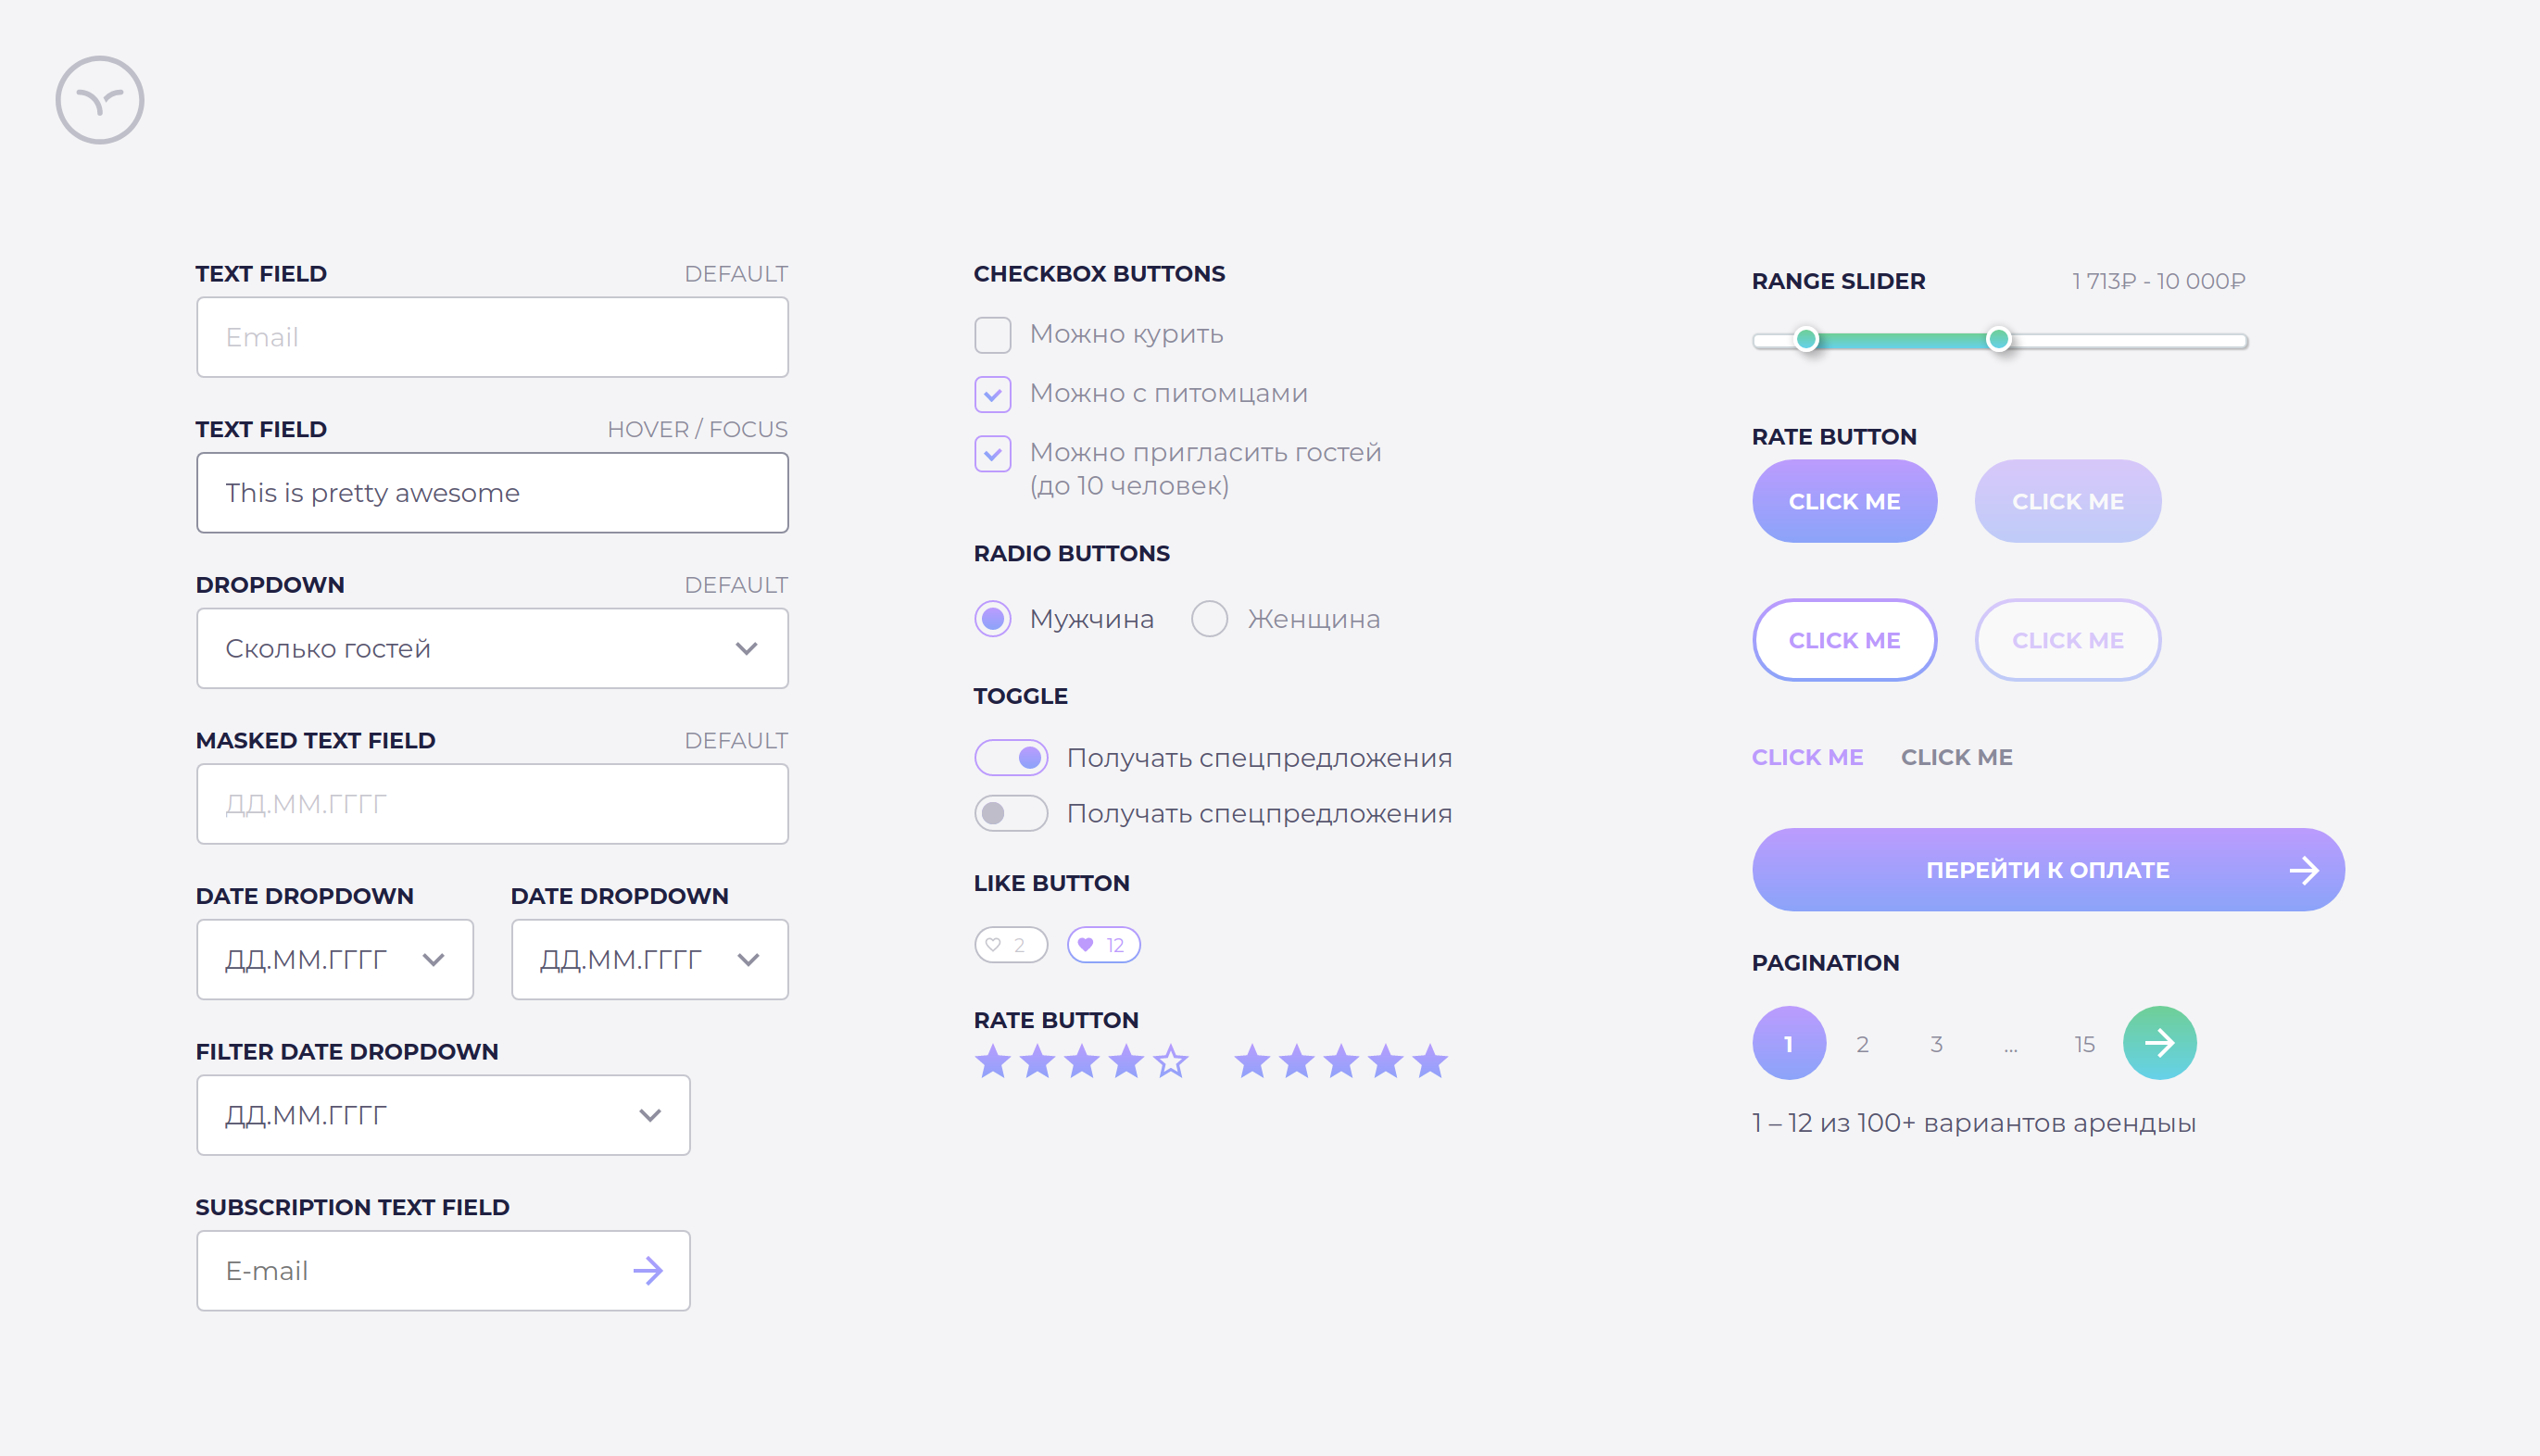 TEXT FIELD DEFAULT
Email
TEXT FIELD HOVER / FOCUS
This is pretty awesome
DROPDOWN DEFAULT
Сколько гостей
MASKED TEXT FIELD DEFAULT
ДД.ММ.ГГГГ
DATE DROPDOWN DATE DROPDOWN
ДД.ММ.ГГГГ ДД.ММ.ГГГГ
FILTER DATE DROPDOWN
ДД.ММ.ГГГГ
SUBSCRIPTION TEXT FIELD
E-mail
CHECKBOX BUTTONS
Можно курить
Можно с питомцами
Можно пригласить гостей
(до 10 человек)
RADIO BUTTONS
Мужчина Женщина
TOGGLE
Получать спецпредложения
Получать спецпредложения
LIKE BUTTON
2 12
RATE BUTTON
RANGE SLIDER 1 713₽ - 10 000₽
RATE BUTTON
CLICK ME CLICK ME
CLICK ME CLICK ME
CLICK ME CLICK ME
ПЕРЕЙТИ К ОПЛАТЕ
PAGINATION
1 2 3 ... 15
1 – 12 из 100+ вариантов арендыы